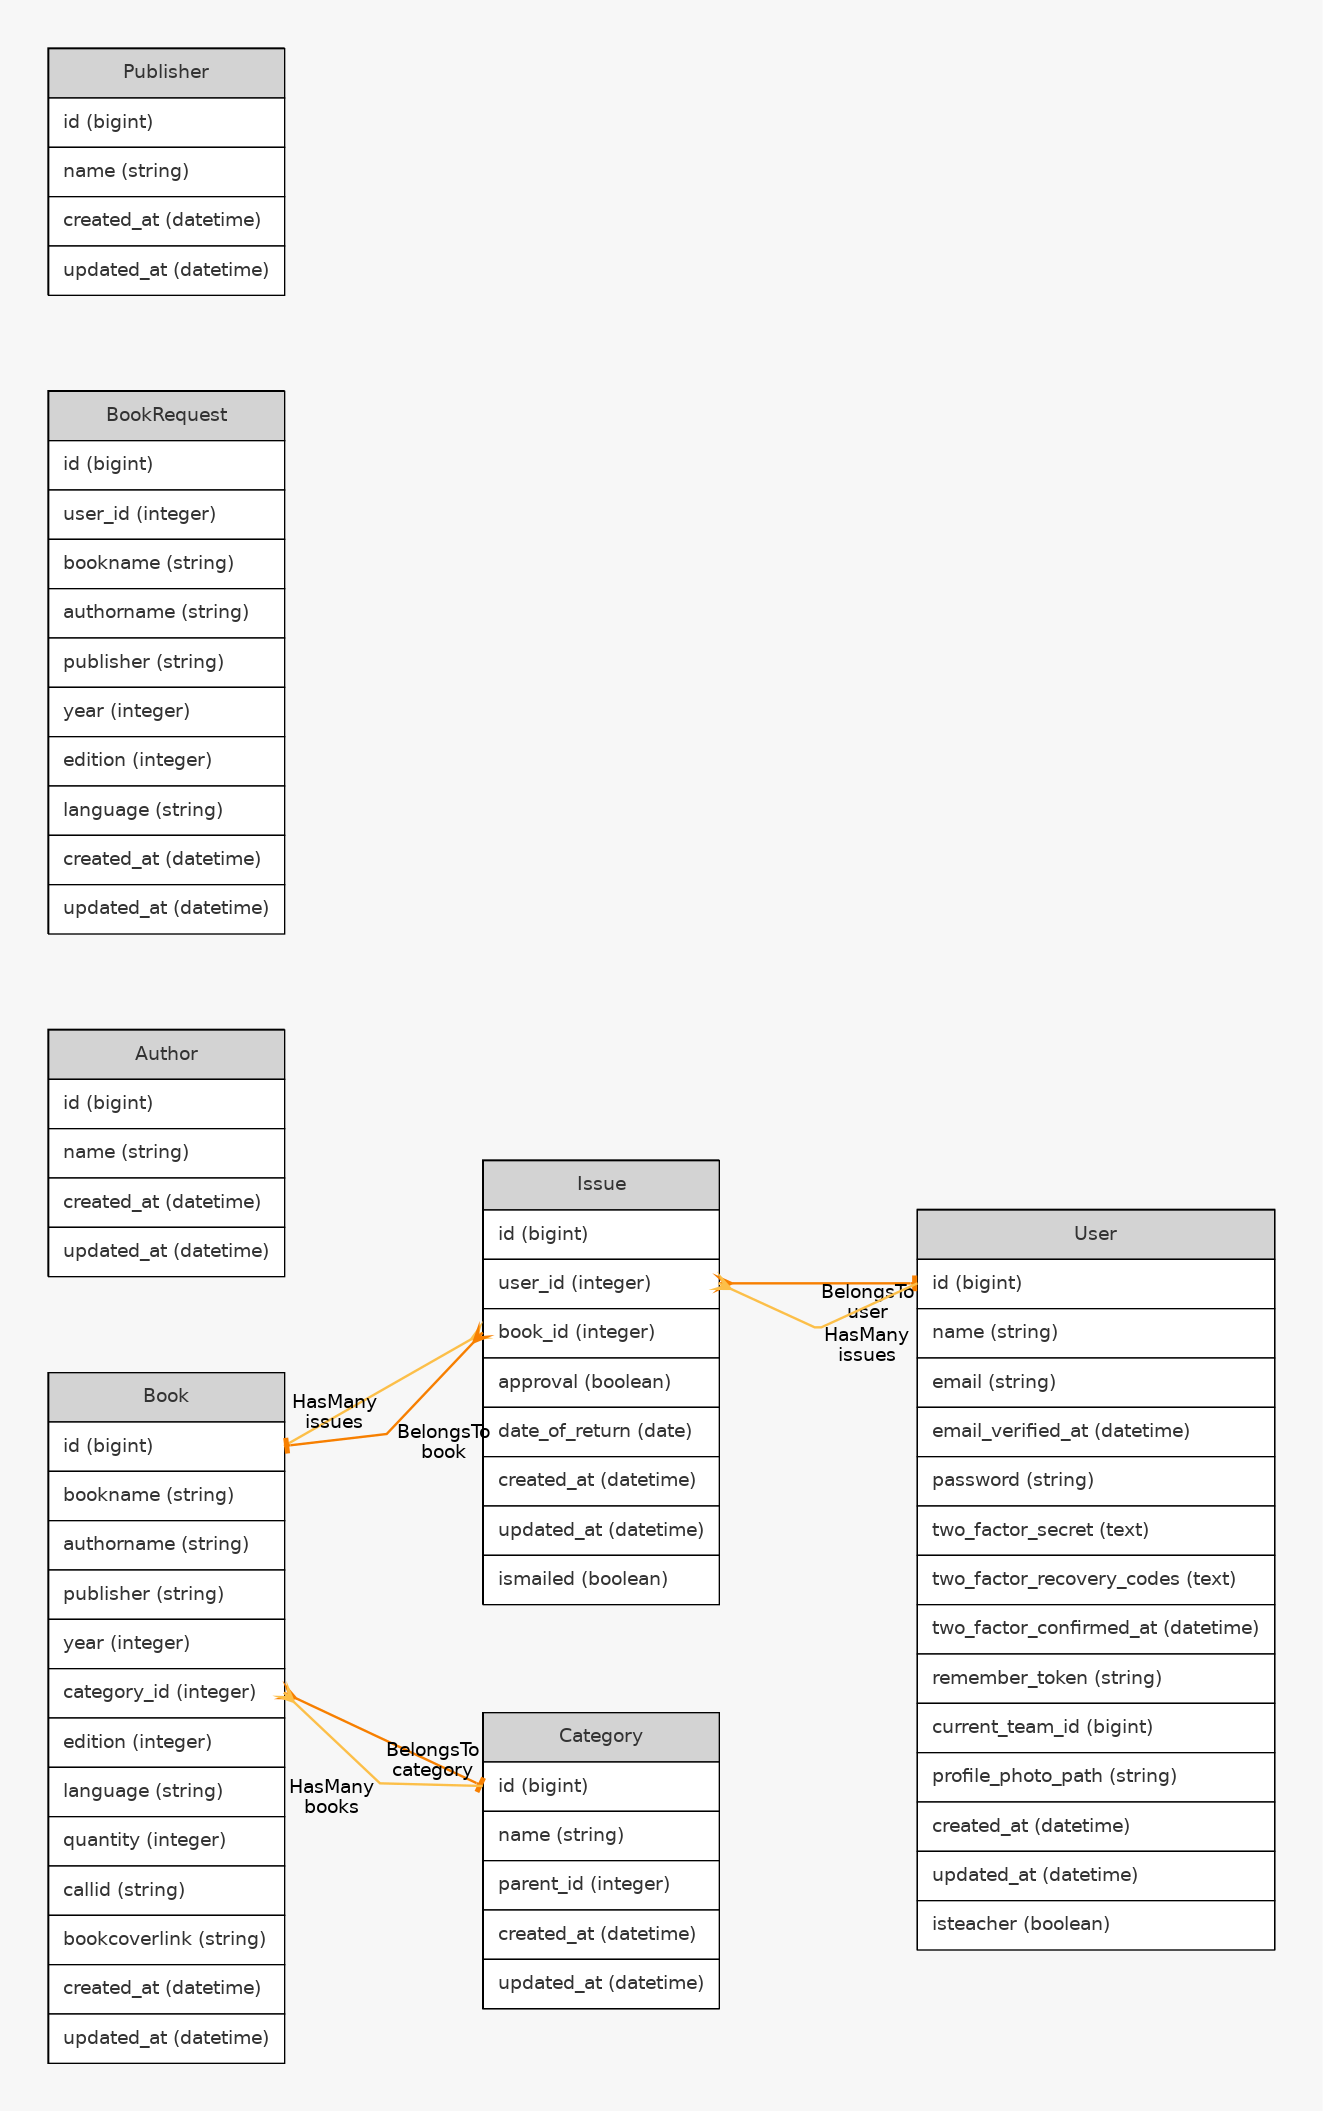 Publisher
id (bigint)
name (string)
created_at (datetime)
updated_at (datetime)
BookRequest
id (bigint)
user_id (integer)
bookname (string)
authorname (string)
publisher (string)
year (integer)
edition (integer)
language (string)
created_at (datetime)
updated_at (datetime)
Author
id (bigint)
name (string)
created_at (datetime)
updated_at (datetime)
Book
id (bigint)
bookname (string)
authorname (string)
publisher (string)
year (integer)
category_id (integer)
edition (integer)
language (string)
quantity (integer)
callid (string)
bookcoverlink (string)
created_at (datetime)
updated_at (datetime)
HasMany
issues
BelongsTo
book
BelongsTo
category
HasMany
books
Issue
id (bigint)
user_id (integer)
book_id (integer)
approval (boolean)
date_of_return (date)
created_at (datetime)
updated_at (datetime)
ismailed (boolean)
Category
id (bigint)
name (string)
parent_id (integer)
created_at (datetime)
updated_at (datetime)
BelongsTo
user
HasMany
issues
User
id (bigint)
name (string)
email (string)
email_verified_at (datetime)
password (string)
two_factor_secret (text)
two_factor_recovery_codes (text)
two_factor_confirmed_at (datetime)
remember_token (string)
current_team_id (bigint)
profile_photo_path (string)
created_at (datetime)
updated_at (datetime)
isteacher (boolean)